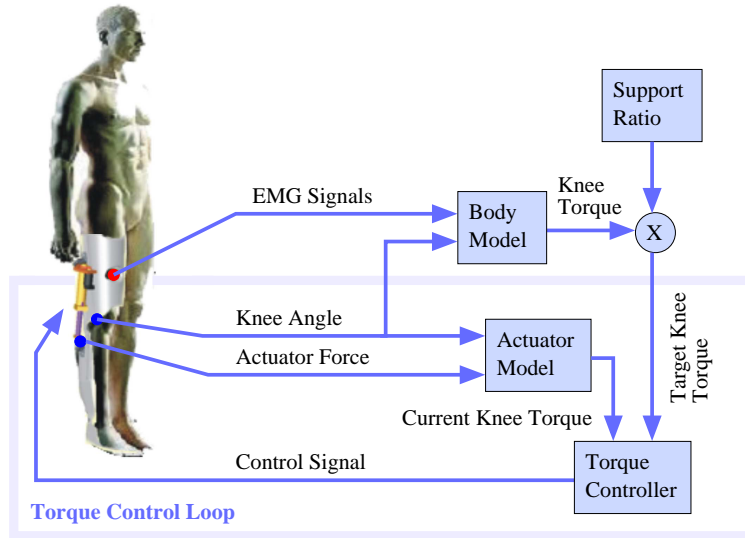 Support
Ratio
EMG Signals
Body
Model
Knee
Torque
X
Knee Angle
Actuator Force
Actuator
Model
Target Knee
Torque
Current Knee Torque
Control Signal
Torque
Controller
Torque Control Loop